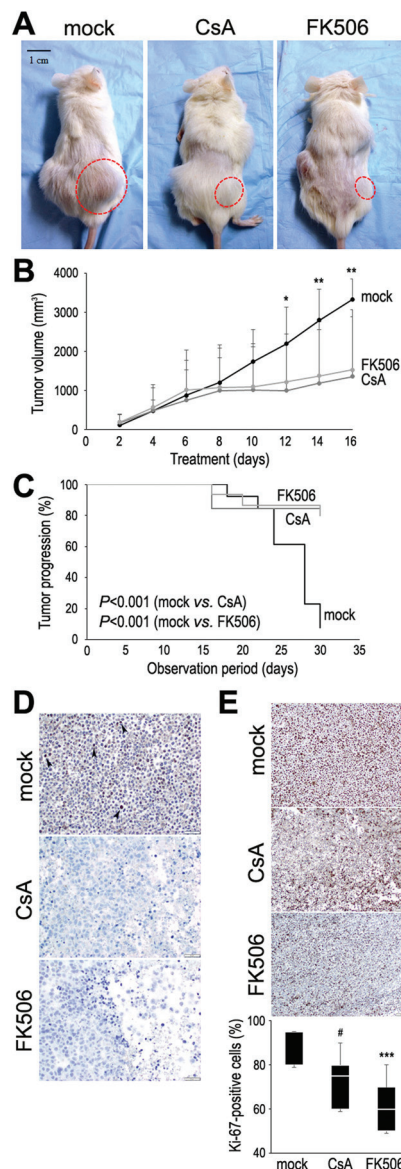 A
mock
CsA
FK506
1 cm
B
Tumor volume (mm³)
4000
3000
2000
1000
0
*
**
**
mock
FK506
CsA
0 2 4 6 8 10 12 14 16
Treatment (days)
C
Tumor progression (%)
100
80
60
40
20
0
FK506
CsA
mock
P<0.001 (mock vs. CsA)
P<0.001 (mock vs. FK506)
0 5 10 15 20 25 30 35
Observation period (days)
D
mock
CsA
FK506
E
mock
CsA
FK506
Ki-67-positive cells (%)
100
80
60
40
#
***
mock CsA FK506